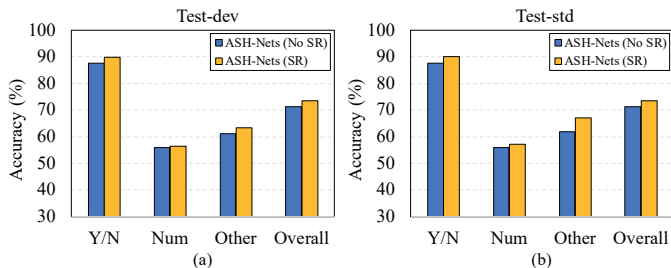 Test-dev
100
90
80
70
60
50
40
30
Accuracy (%)
ASH-Nets (No SR)
ASH-Nets (SR)
Y/N Num Other Overall
(a)
Test-std
100
90
80
70
60
50
40
30
Accuracy (%)
ASH-Nets (No SR)
ASH-Nets (SR)
Y/N Num Other Overall
(b)